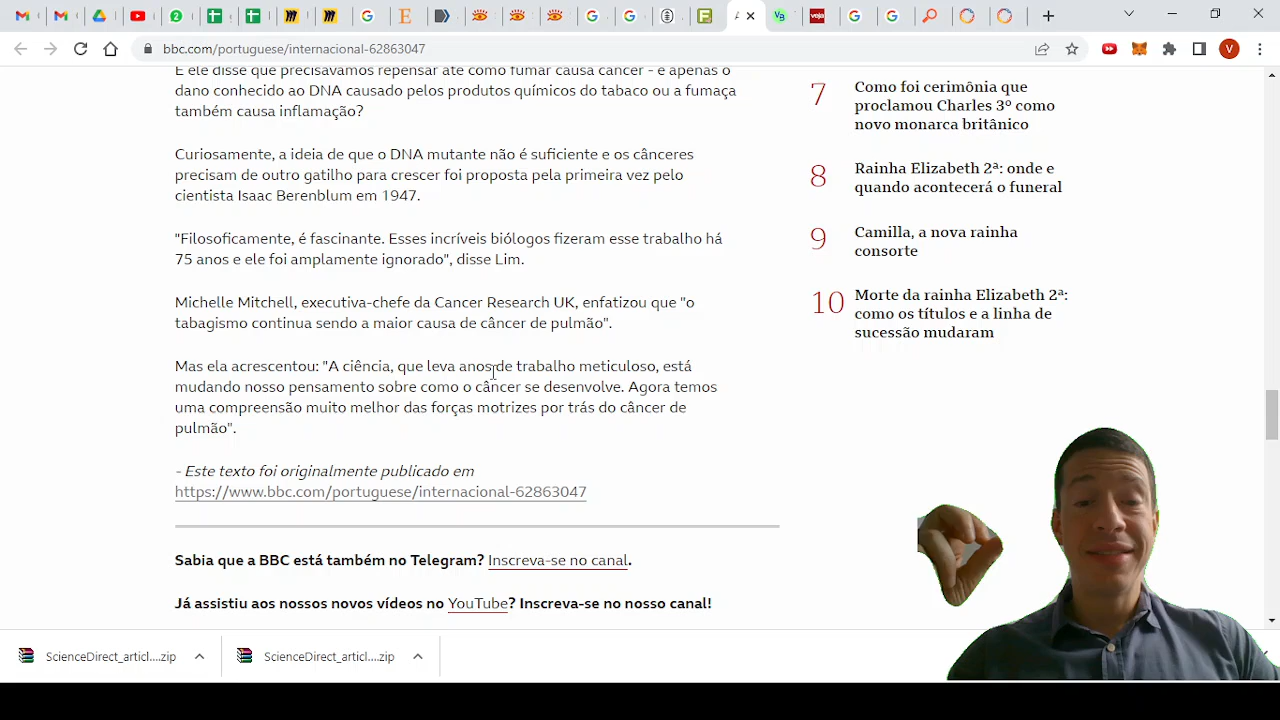 bbc.com/portuguese/internacional-62863047
E ele disse que precisávamos repensar até como fumar causa câncer - é apenas o
dano conhecido ao DNA causado pelos produtos químicos do tabaco ou a fumaça
também causa inflamação?
Curiosamente, a ideia de que o DNA mutante não é suficiente e os cânceres
precisam de outro gatilho para crescer foi proposta pela primeira vez pelo
cientista Isaac Berenblum em 1947.
"Filosoficamente, é fascinante. Esses incríveis biólogos fizeram esse trabalho há
75 anos e ele foi amplamente ignorado", disse Lim.
Michelle Mitchell, executiva-chefe da Cancer Research UK, enfatizou que "o
tabagismo continua sendo a maior causa de câncer de pulmão".
Mas ela acrescentou: "A ciência, que leva anos de trabalho meticuloso, está
mudando nosso pensamento sobre como o câncer se desenvolve. Agora temos
uma compreensão muito melhor das forças motrizes por trás do câncer de
pulmão".
- Este texto foi originalmente publicado em
https://www.bbc.com/portuguese/internacional-62863047
Sabia que a BBC está também no Telegram? Inscreva-se no canal.
Já assistiu aos nossos novos vídeos no YouTube? Inscreva-se no nosso canal!
7 Como foi cerimônia que
proclamou Charles 3º como
novo monarca britânico
8 Rainha Elizabeth 2ª: onde e
quando acontecerá o funeral
9 Camilla, a nova rainha
consorte
10 Morte da rainha Elizabeth 2ª:
como os títulos e a linha de
sucessão mudaram
ScienceDirect_articl....zip
ScienceDirect_articl....zip
V